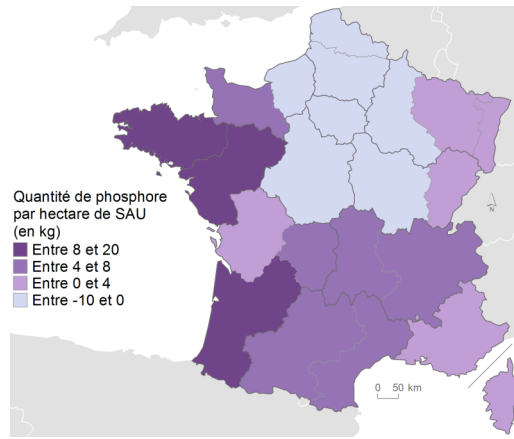 Quantité de phosphore
par hectare de SAU
(en kg)
Entre 8 et 20
Entre 4 et 8
Entre 0 et 4
Entre -10 et 0
N
0 50 km